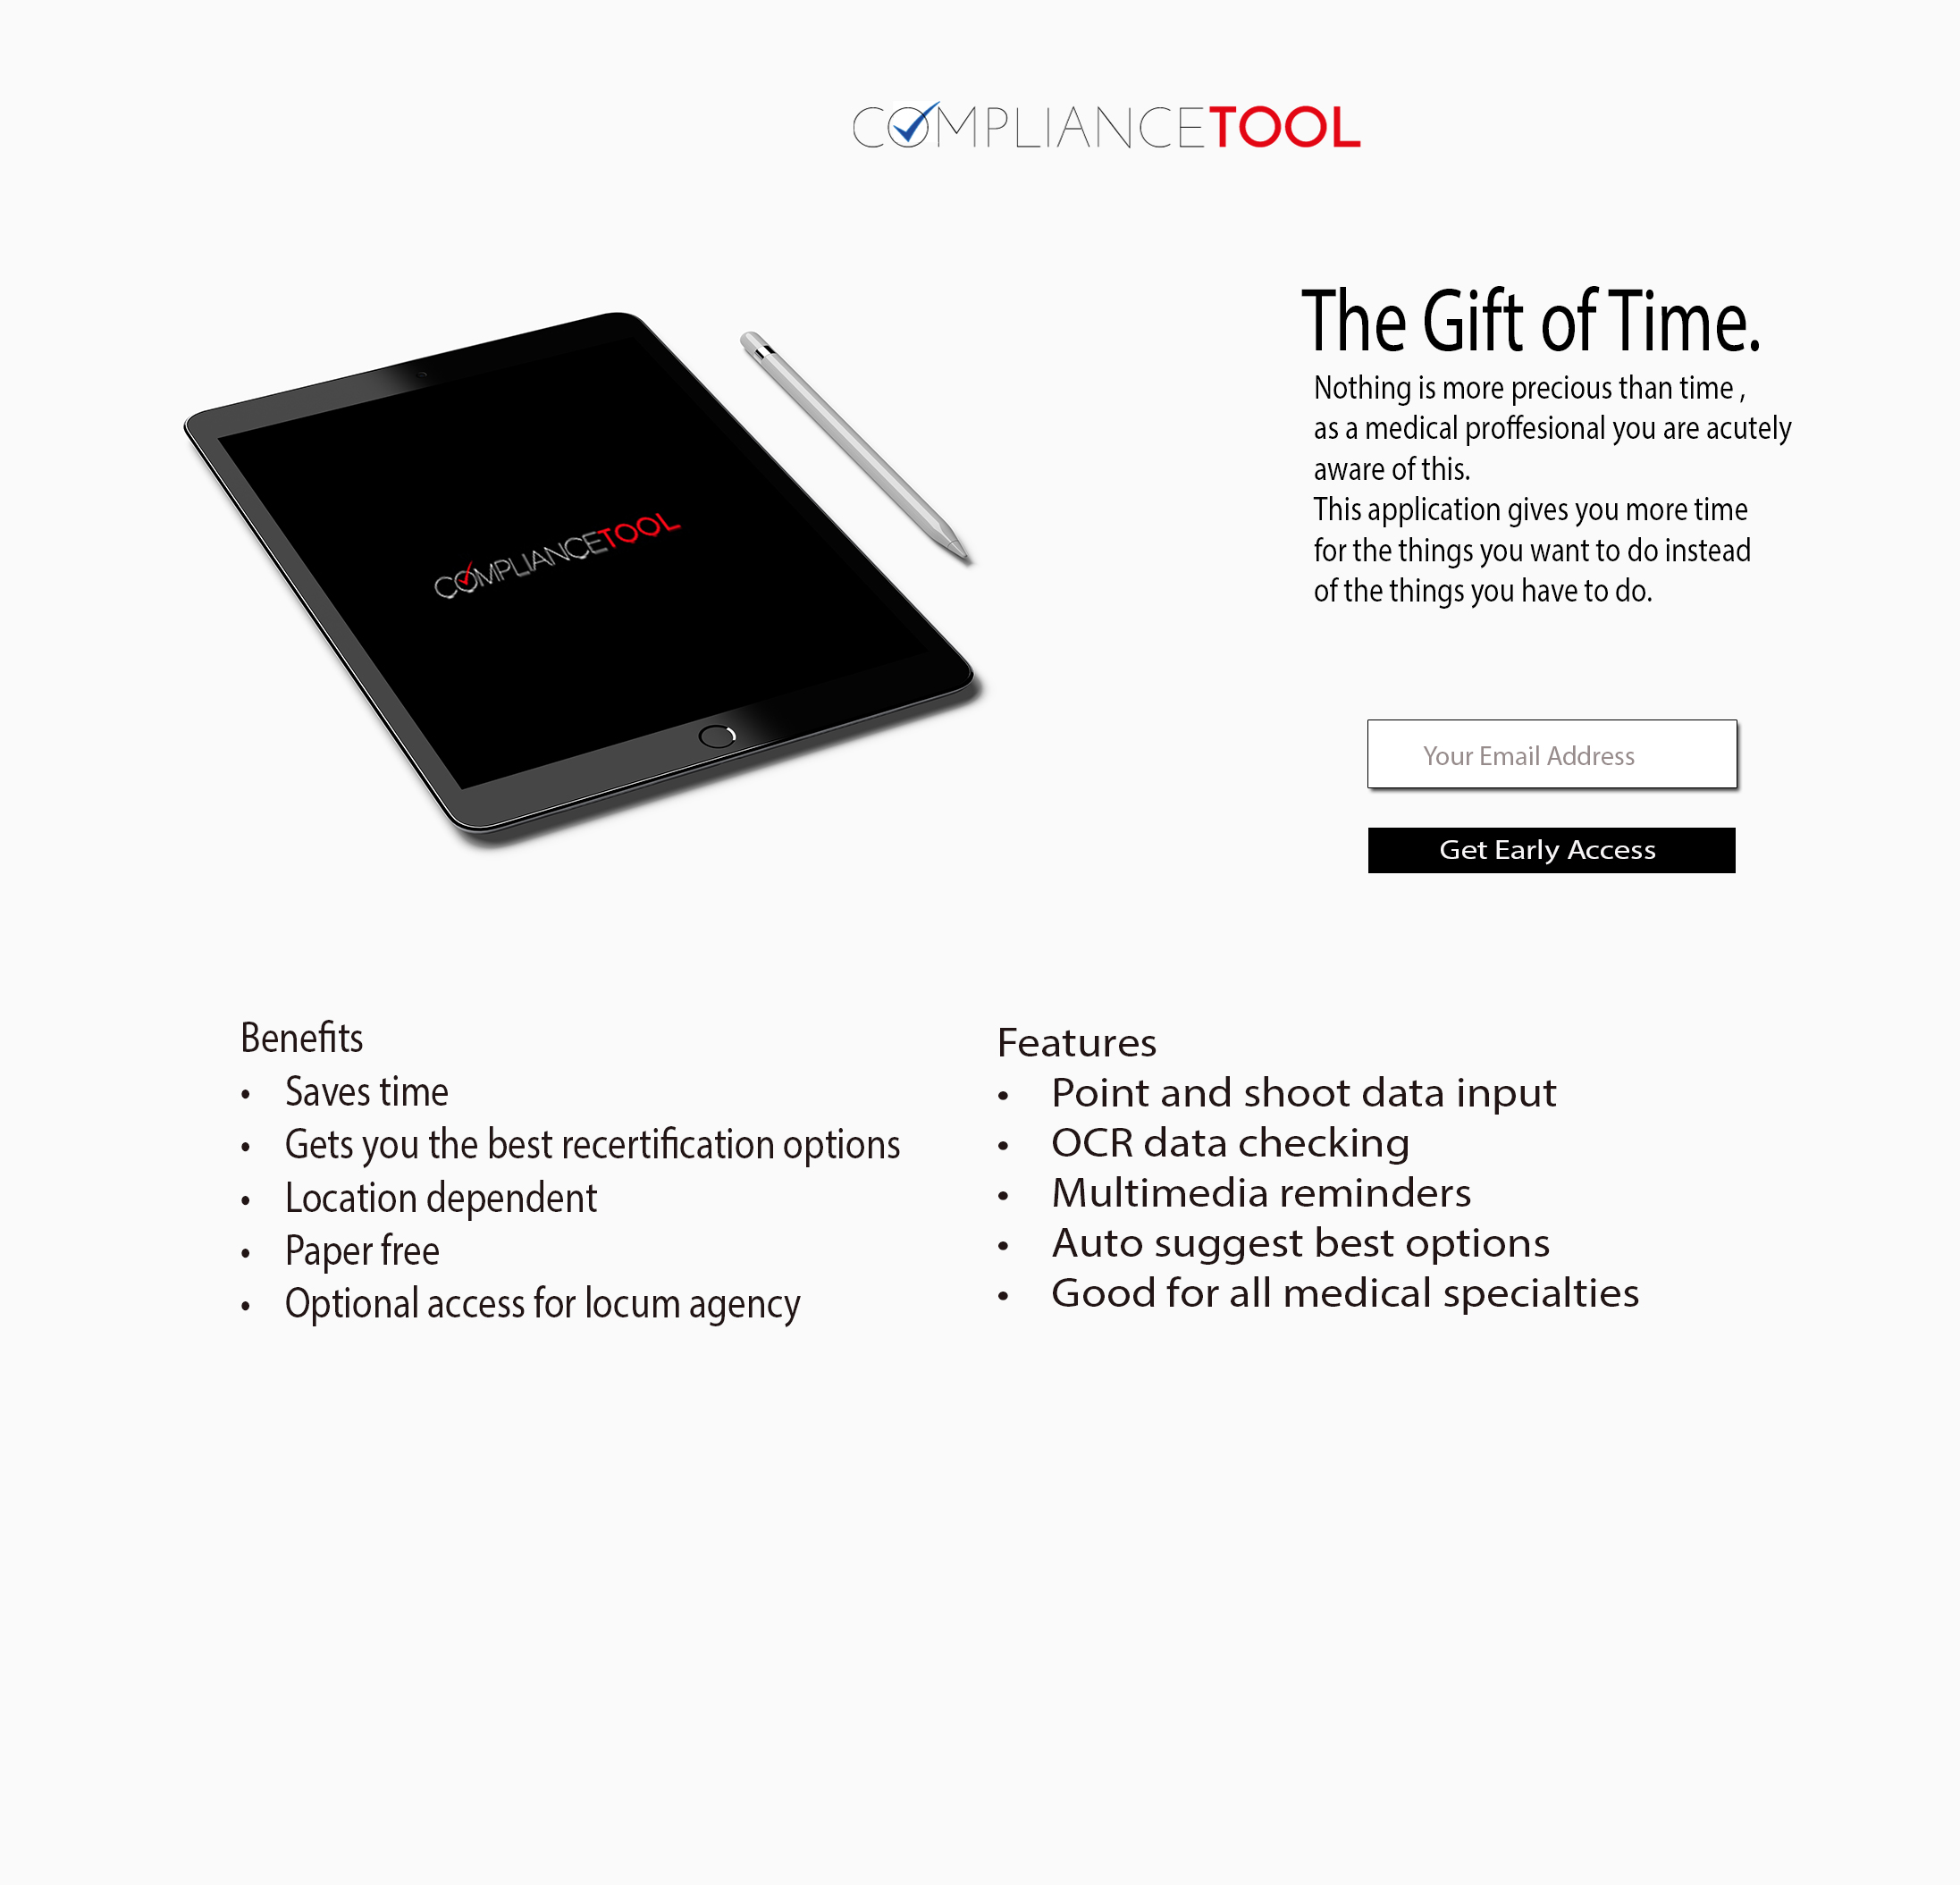 COMPLIANCETOOL
COMPLIANCETOOL
The Gift of Time.
Nothing is more precious than time ,
as a medical proffesional you are acutely
aware of this.
This application gives you more time
for the things you want to do instead
of the things you have to do.
Your Email Address
Get Early Access
Benefits
• Saves time
• Gets you the best recertification options
• Location dependent
• Paper free
• Optional access for locum agency
Features
• Point and shoot data input
• OCR data checking
• Multimedia reminders
• Auto suggest best options
• Good for all medical specialties